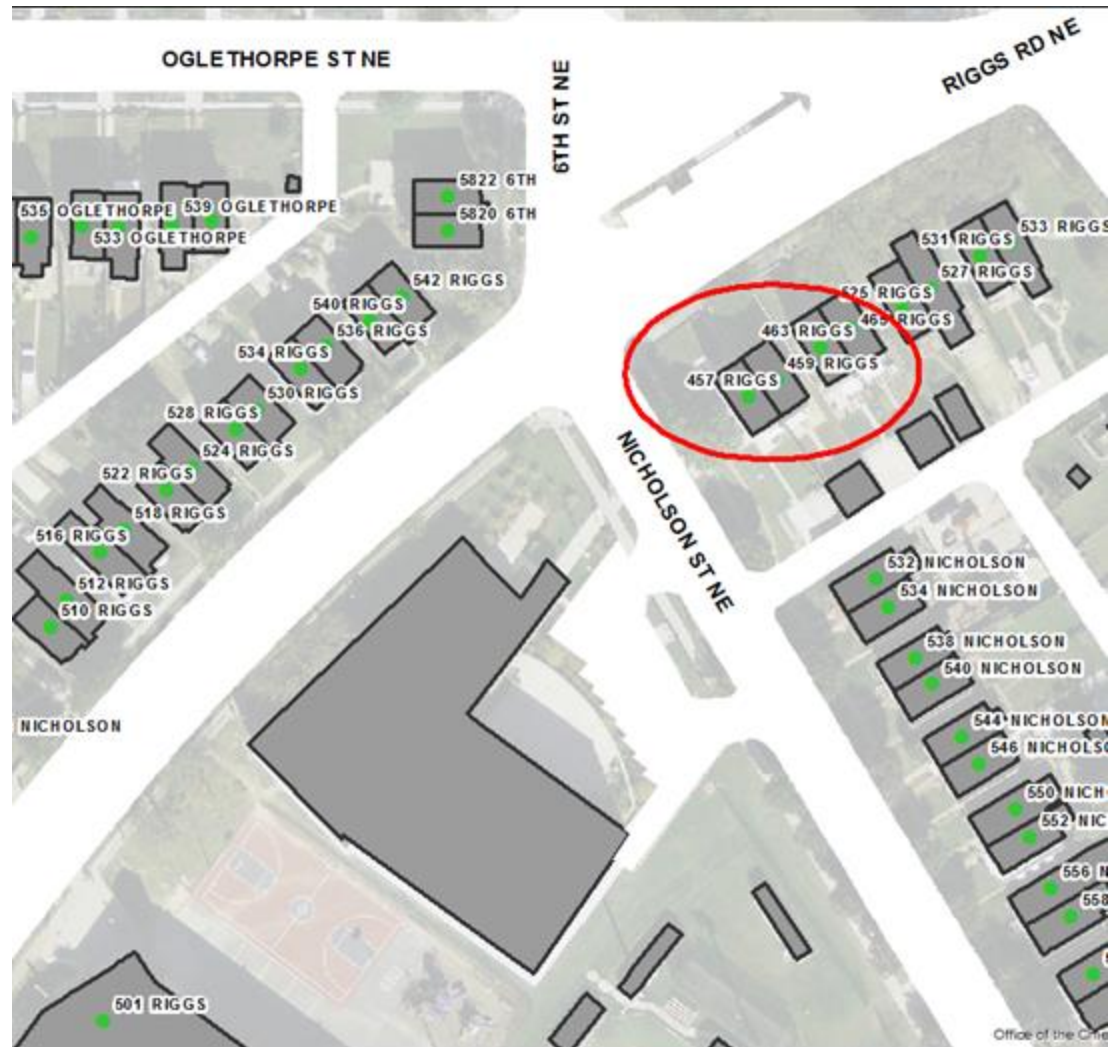 OGLETHORPE ST NE
6TH ST NE
RIGGS RD NE
5822 6TH
5820 6TH
535 OGLETHORPE
539 OGLETHORPE
533 OGLETHORPE
531 RIGGS
533 RIGGS
527 RIGGS
525 RIGGS
465 RIGGS
463 RIGGS
459 RIGGS
457 RIGGS
542 RIGGS
540 RIGGS
536 RIGGS
534 RIGGS
530 RIGGS
528 RIGGS
524 RIGGS
522 RIGGS
518 RIGGS
516 RIGGS
512 RIGGS
510 RIGGS
NICHOLSON ST NE
532 NICHOLSON
534 NICHOLSON
538 NICHOLSON
540 NICHOLSON
NICHOLSON
544 NICHOLSON
546 NICHOLSO
550 NICH
552 NIC
556 N
558
501 RIGGS
Office of the Chie